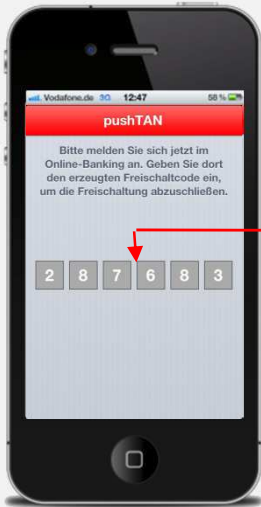 Vodafone.de 3G 12:47 58 %
pushTAN
Bitte melden Sie sich jetzt im
Online-Banking an. Geben Sie dort
den erzeugten Freischaltcode ein,
um die Freischaltung abzuschließen.
2 8 7 6 8 3